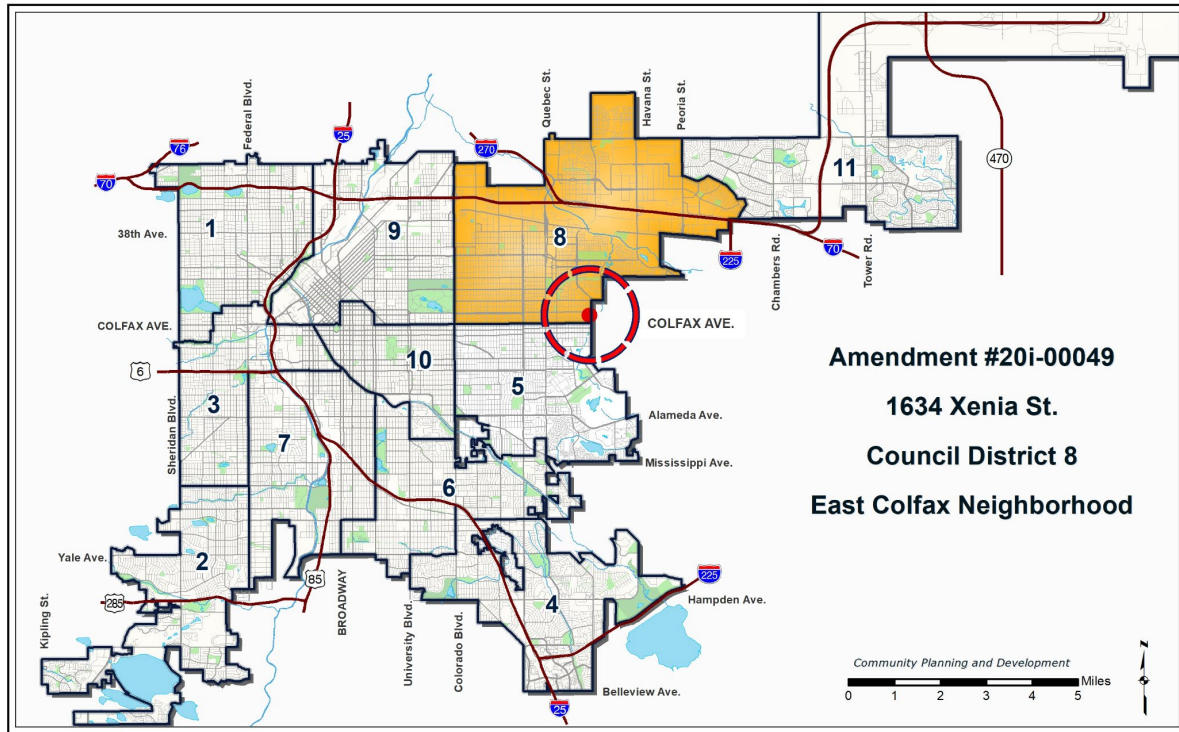 Federal Blvd.
25
Quebec St.
Havana St.
Peoria St.
76
270
70
470
11
1
38th Ave.
9
8
225
Chambers Rd.
70
Tower Rd.
COLFAX AVE.
COLFAX AVE.
10
6
5
3
Sheridan Blvd.
7
Alameda Ave.
Mississippi Ave.
6
Yale Ave.
2
85
BROADWAY
University Blvd.
Colorado Blvd.
4
225
Hampden Ave.
285
Kipling St.
Belleview Ave.
25
Amendment #20i-00049
1634 Xenia St.
Council District 8
East Colfax Neighborhood
Community Planning and Development
Miles
0 1 2 3 4 5
N